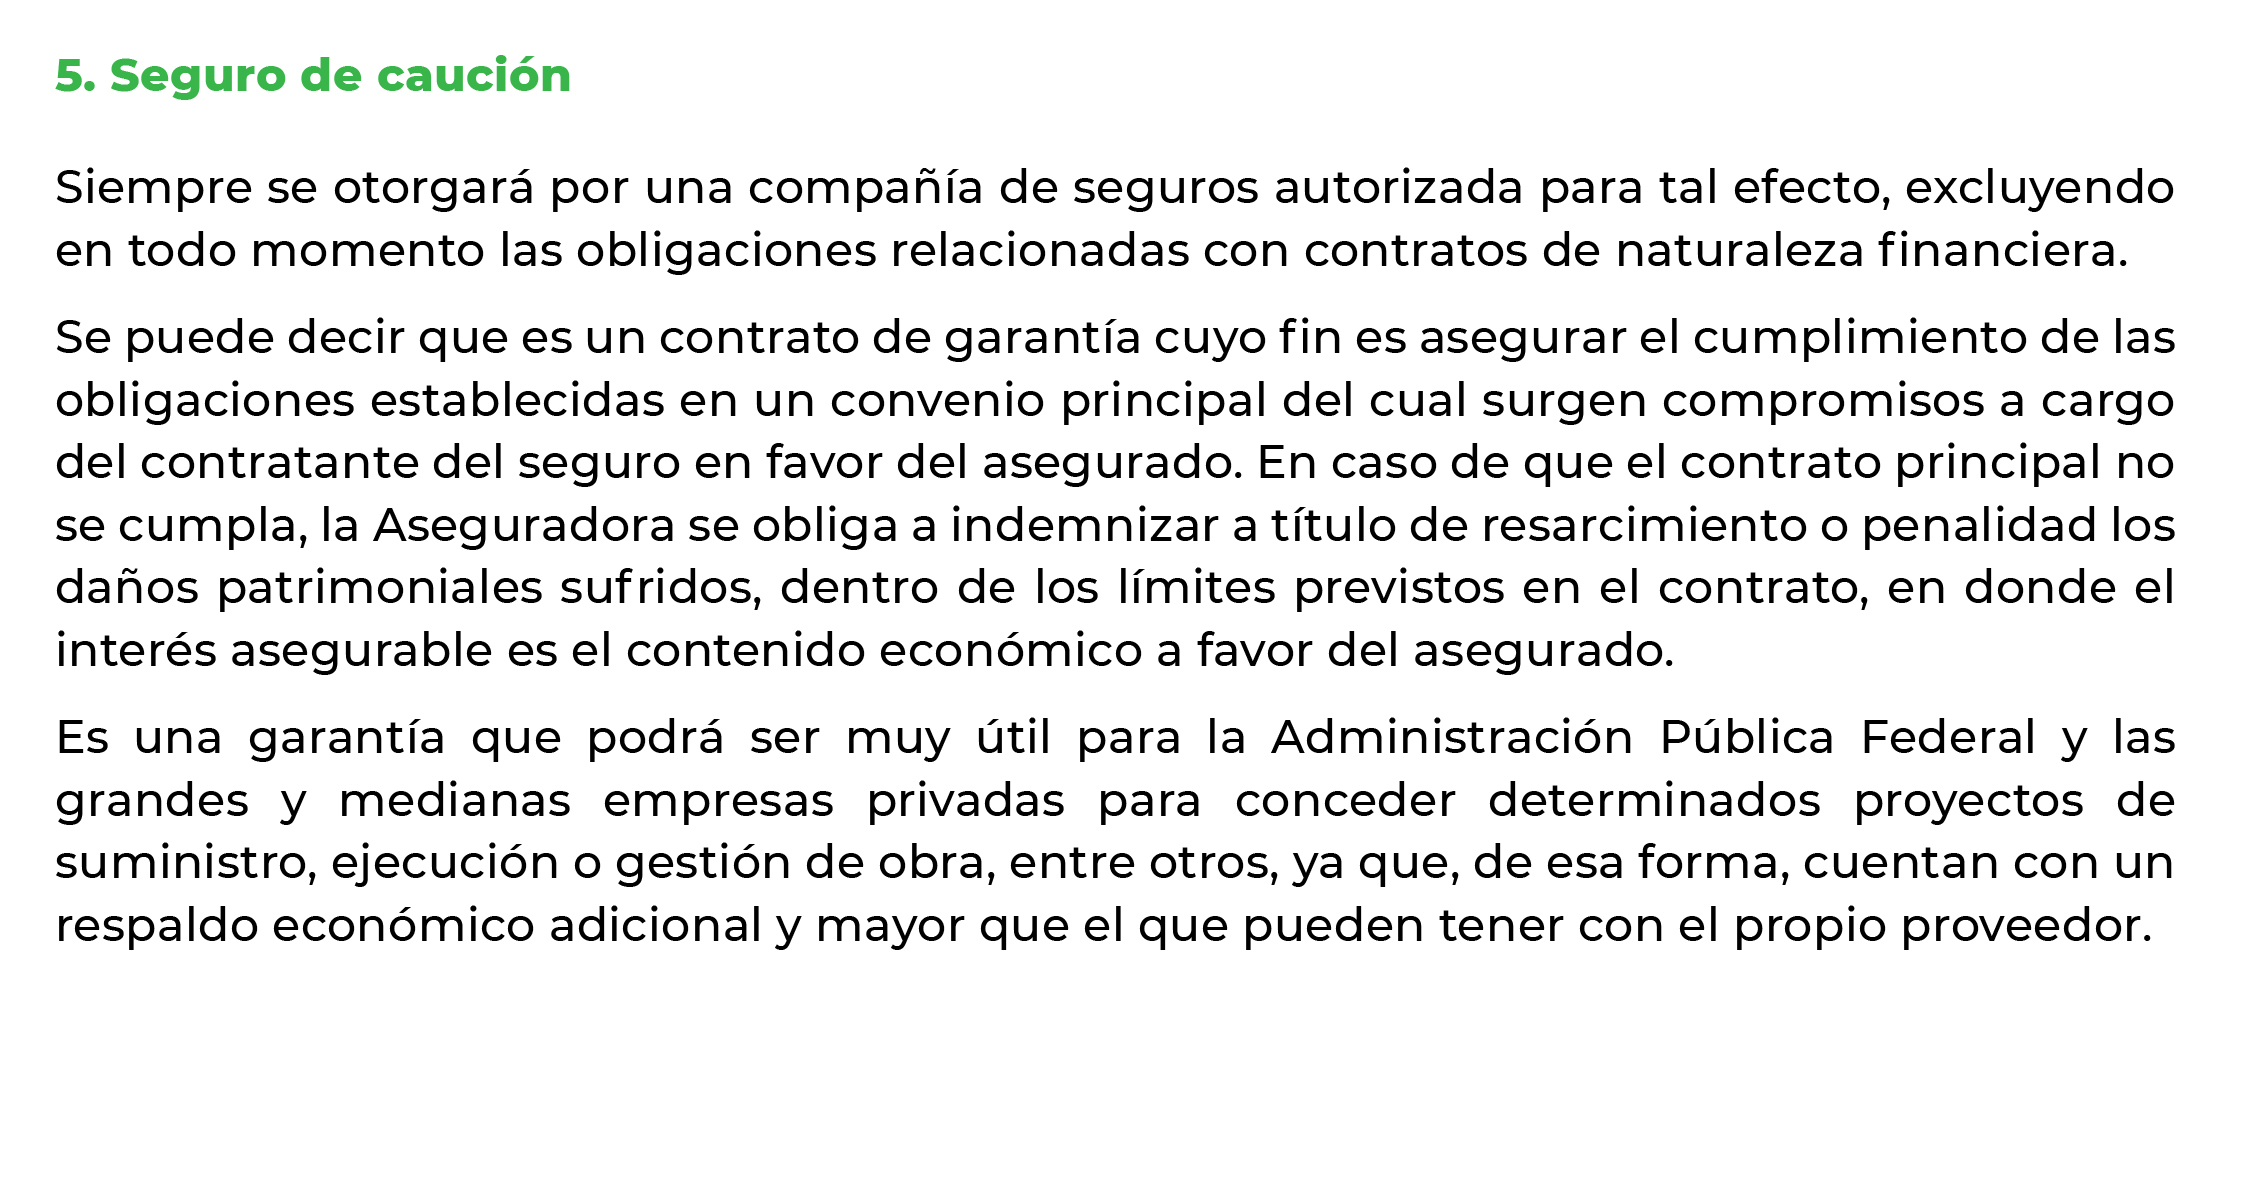 5. Seguro de caución
Siempre se otorgará por una compañía de seguros autorizada para tal efecto, excluyendo
en todo momento las obligaciones relacionadas con contratos de naturaleza financiera.
Se puede decir que es un contrato de garantía cuyo fin es asegurar el cumplimiento de las
obligaciones establecidas en un convenio principal del cual surgen compromisos a cargo
del contratante del seguro en favor del asegurado. En caso de que el contrato principal no
se cumpla, la Aseguradora se obliga a indemnizar a título de resarcimiento o penalidad los
daños patrimoniales sufridos, dentro de los límites previstos en el contrato, en donde el
interés asegurable es el contenido económico a favor del asegurado.
Es una garantía que podrá ser muy útil para la Administración Pública Federal y las
grandes y medianas empresas privadas para conceder determinados proyectos de
suministro, ejecución o gestión de obra, entre otros, ya que, de esa forma, cuentan con un
respaldo económico adicional y mayor que el que pueden tener con el propio proveedor.